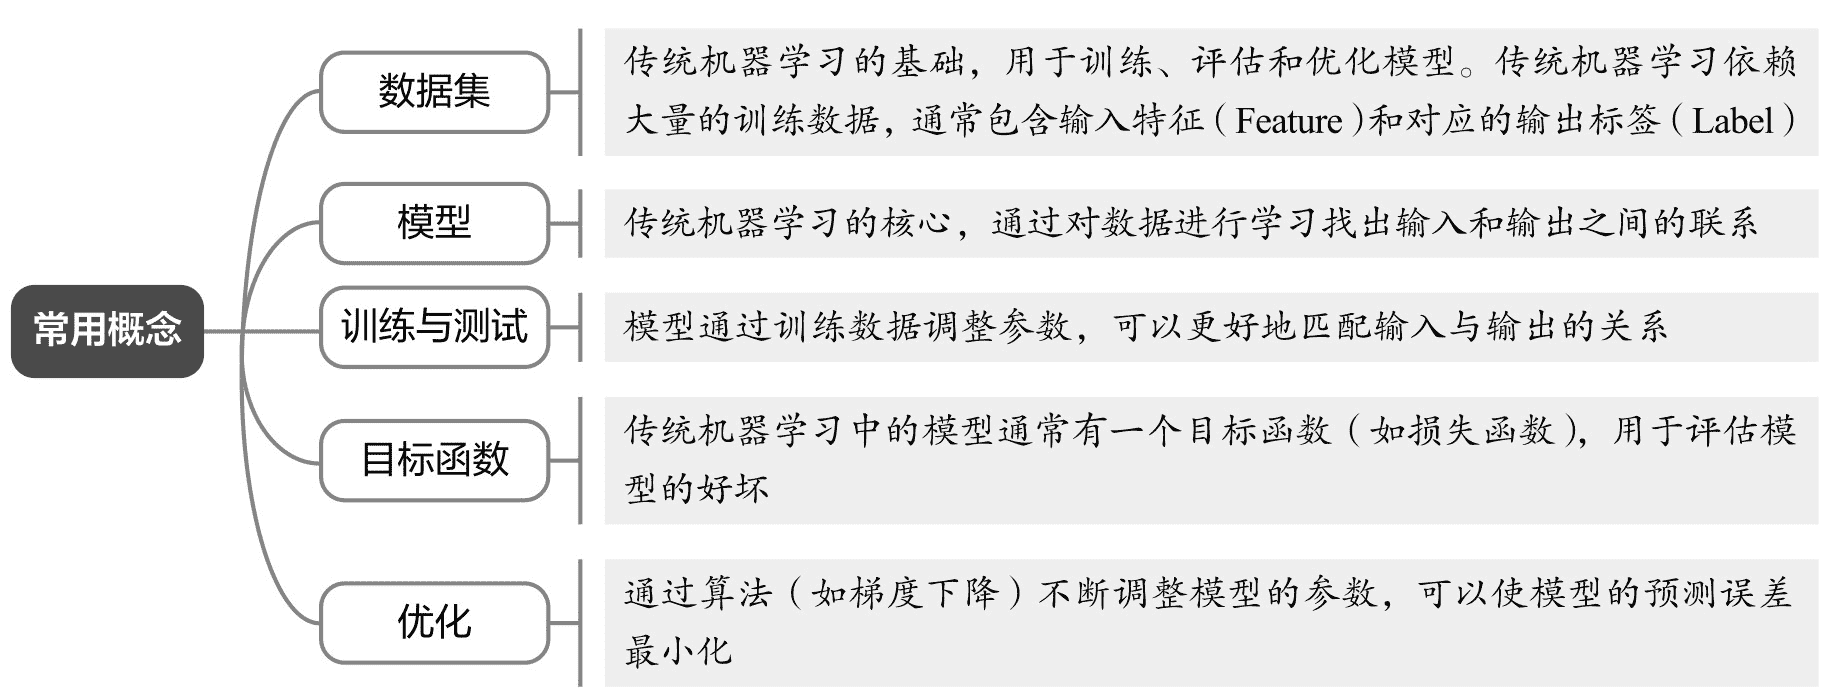 常用概念
数据集
传统机器学习的基础，用于训练、评估和优化模型。传统机器学习依赖
大量的训练数据，通常包含输入特征（Feature）和对应的输出标签（Label）
模型
传统机器学习的核心，通过对数据进行学习找出输入和输出之间的联系
训练与测试
模型通过训练数据调整参数，可以更好地匹配输入与输出的关系
目标函数
传统机器学习中的模型通常有一个目标函数（如损失函数），用于评估模
型的好坏
优化
通过算法（如梯度下降）不断调整模型的参数，可以使模型的预测误差
最小化